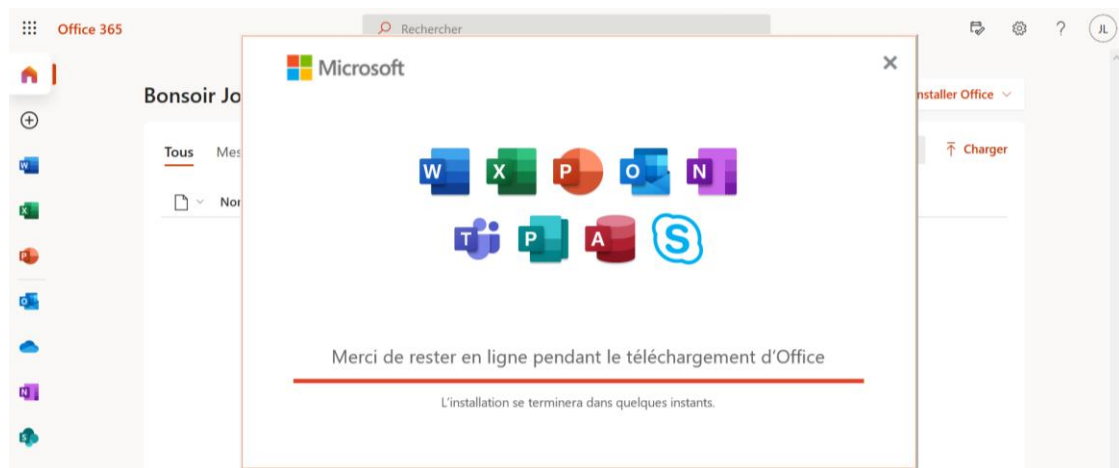 Office 365
Rechercher
?
JL
Microsoft
Bonsoir Jo
nstaller Office
Tous Mes
Charger
W X P O N
Nor
T P A S
Merci de rester en ligne pendant le téléchargement d'Office
L'installation se terminera dans quelques instants.